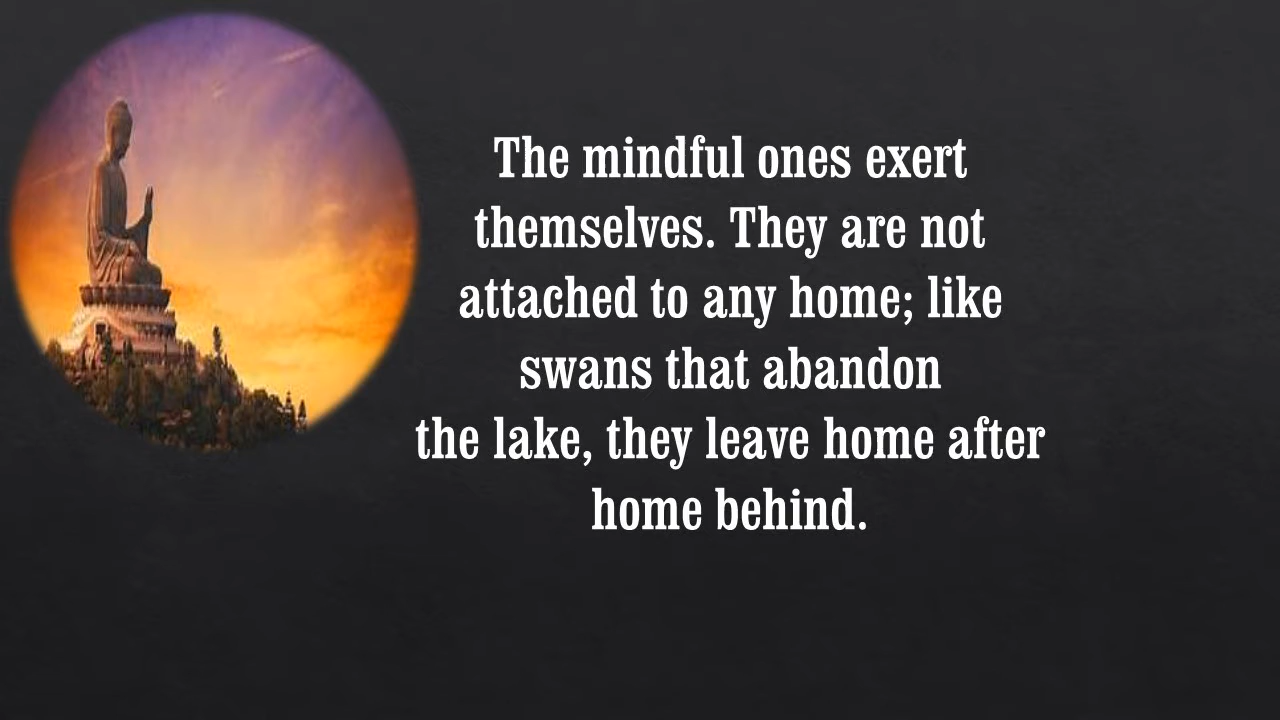 The mindful ones exert
themselves. They are not
attached to any home; like
swans that abandon
the lake, they leave home after
home behind.